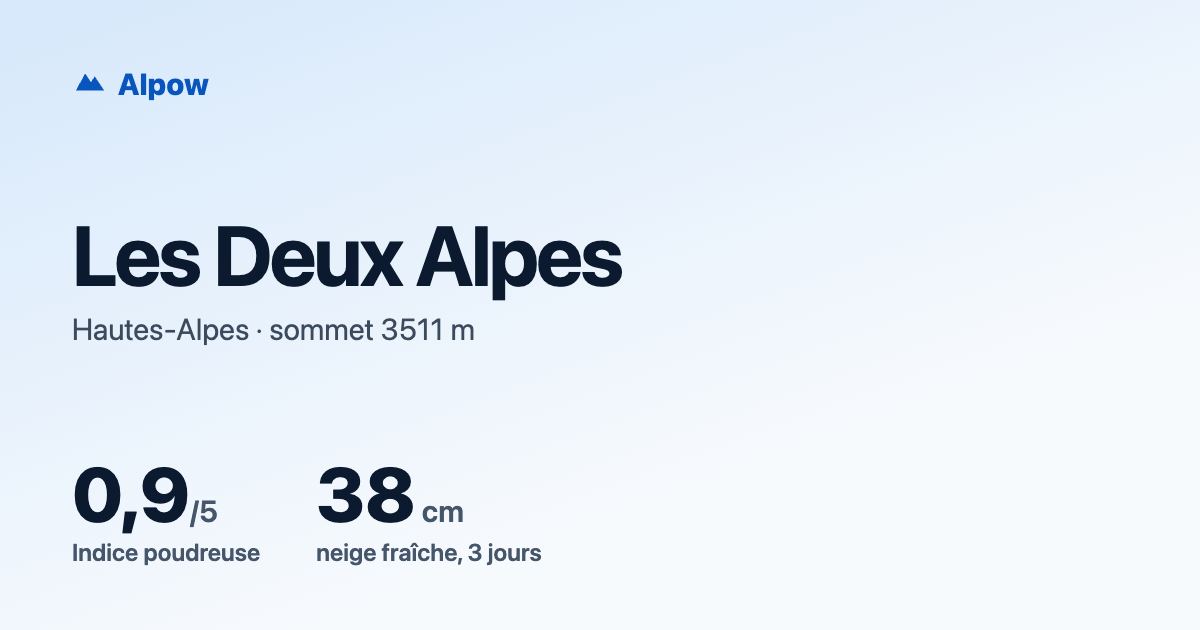 Alpow
Les Deux Alpes
Hautes-Alpes · sommet 3511 m
0,9/5
Indice poudreuse
38 cm
neige fraîche, 3 jours